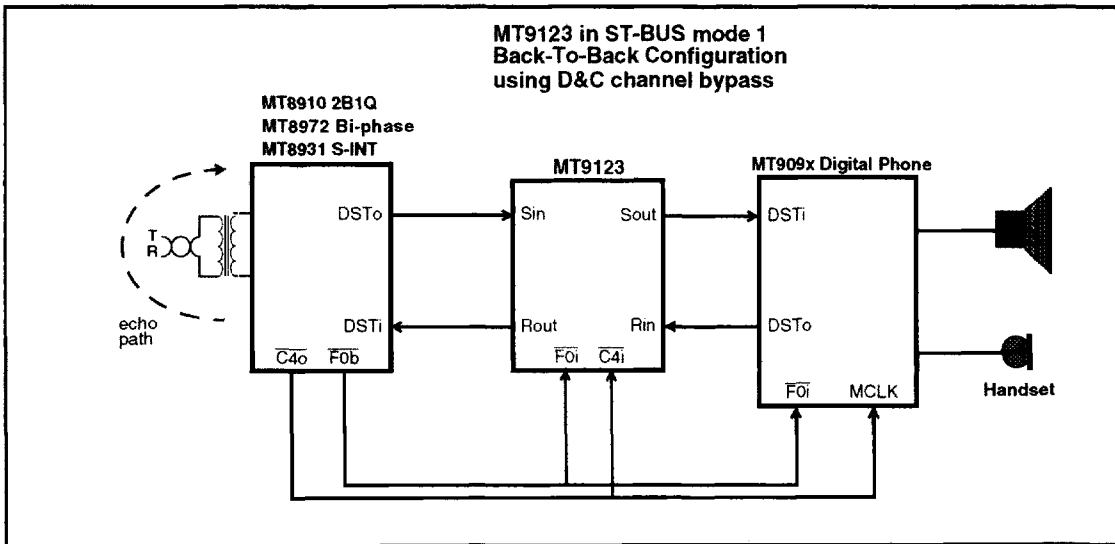 MT9123 in ST-BUS mode 1
Back-To-Back Configuration
using D&C channel bypass
MT8910 2B1Q
MT8972 Bi-phase
MT8931 S-INT
MT9123
MT909x Digital Phone
DSTo
Sin
Sout
DSTi
T
R
echo
path
DSTi
Rout
Rin
DSTo
C4o
F0b
F0i
C4i
F0i
MCLK
Handset